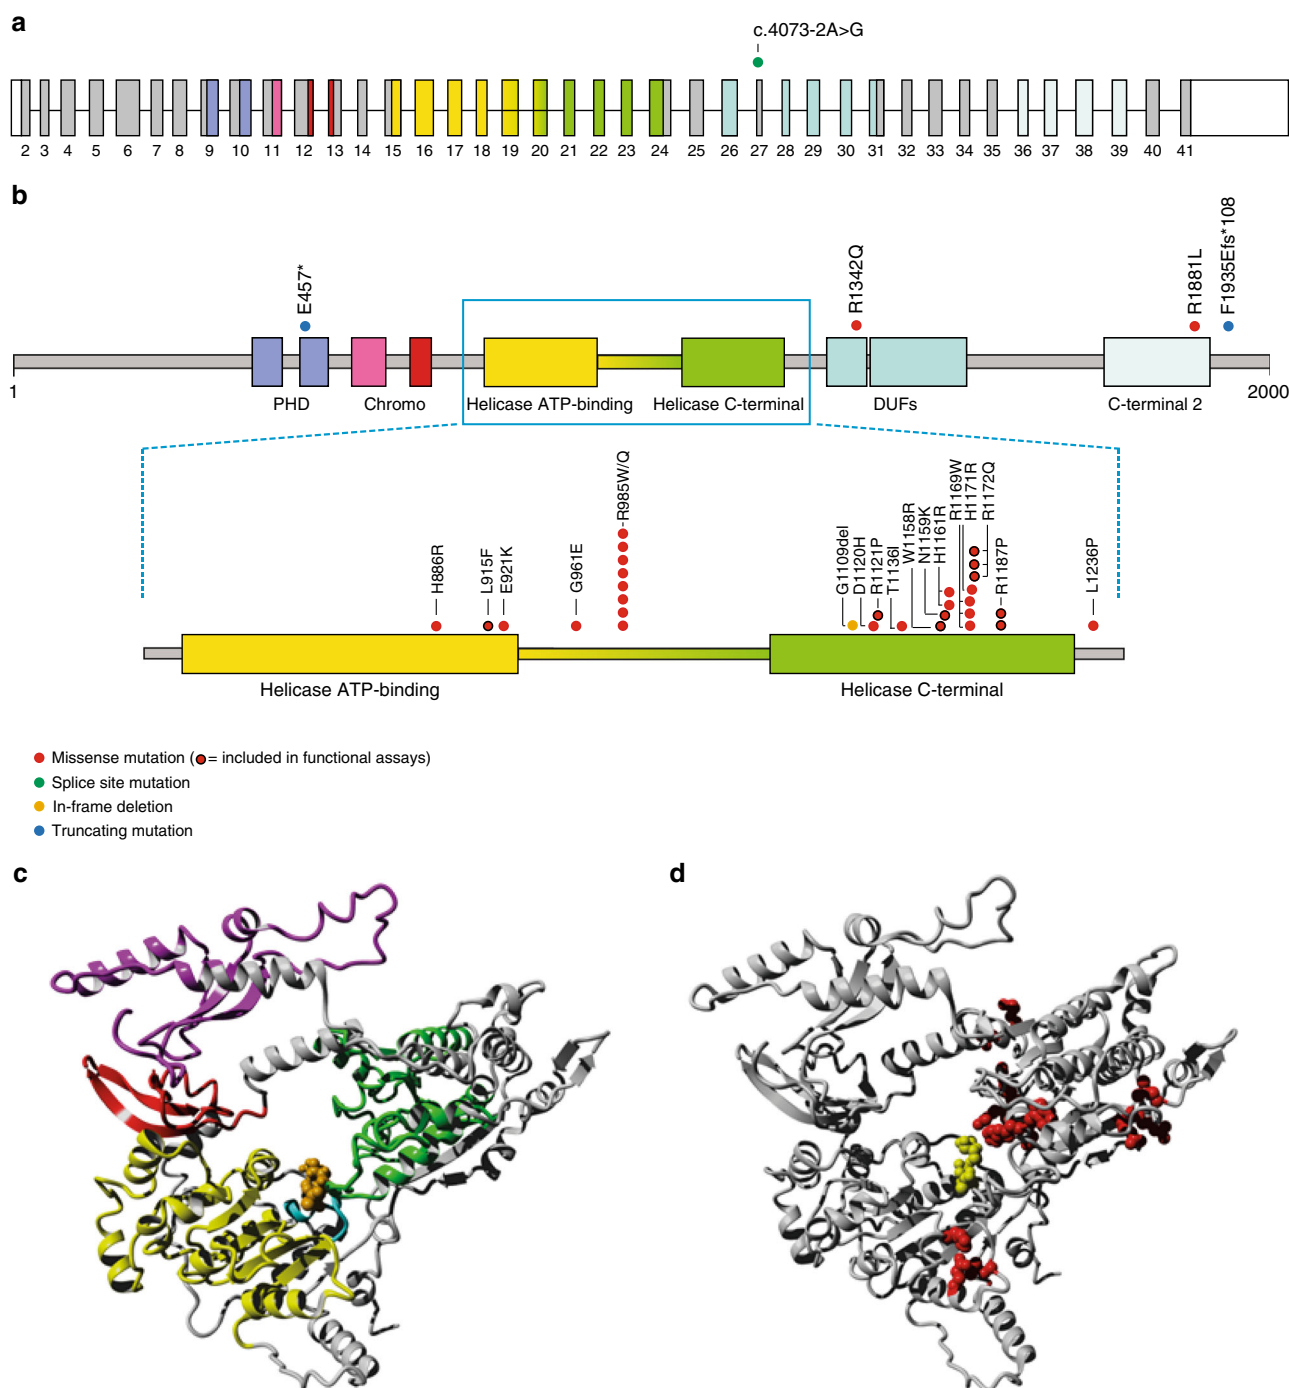 a
c.4073-2A>G
2 3 4 5 6 7 8 9 10 11 12 13 14 15 16 17 18 19 20 21 22 23 24 25 26 27 28 29 30 31 32 33 34 35 36 37 38 39 40 41
b
E457*
R1342Q
R1881L
F1935Efs*108
1
2000
PHD
Chromo
Helicase ATP-binding
Helicase C-terminal
DUFs
C-terminal 2
H886R
L915F
E921K
G961E
R985W/Q
G1109del
D1120H
R1121P
T1136I
W1158R
N1159K
H1161R
R1169W
H1171R
R1172Q
R1187P
L1236P
Helicase ATP-binding
Helicase C-terminal
Missense mutation ( = included in functional assays)
Splice site mutation
In-frame deletion
Truncating mutation
c
d